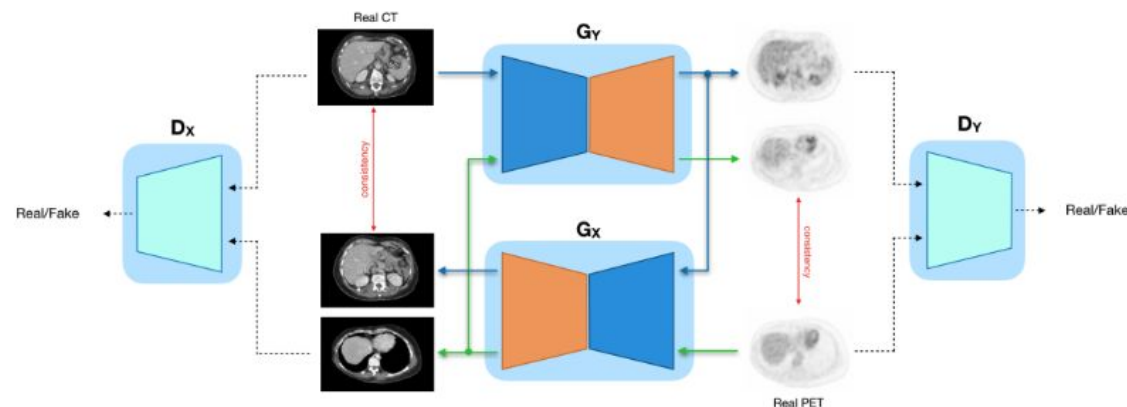 Real CT
G_Y
D_X
D_Y
consistency
Real/Fake
Real/Fake
G_X
consistency
Real PET